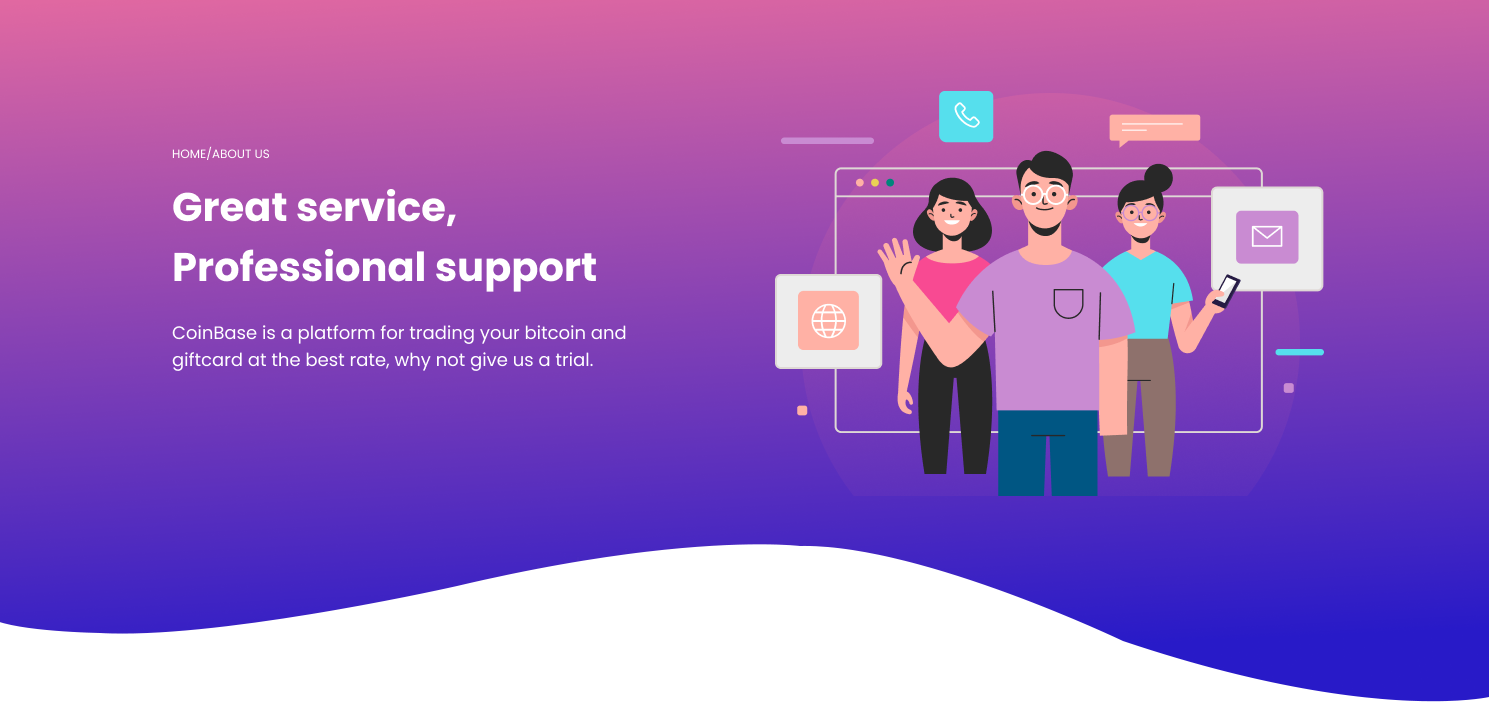 HOME/ABOUT US
Great service,
Professional support
CoinBase is a platform for trading your bitcoin and
giftcard at the best rate, why not give us a trial.